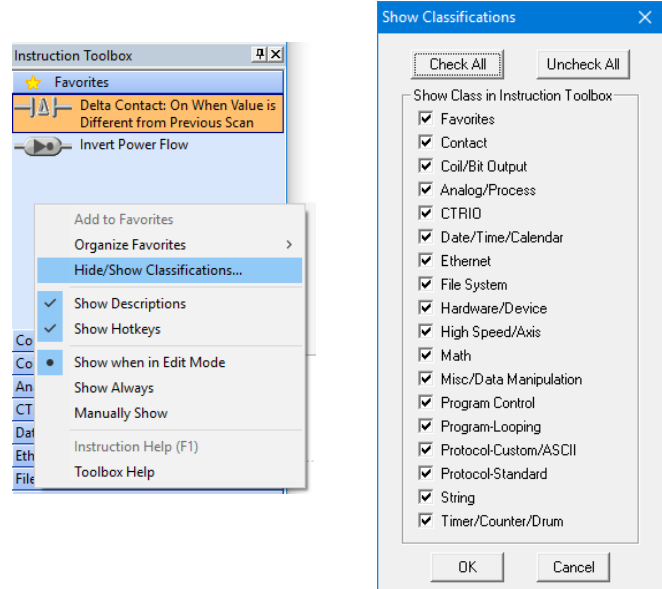 Instruction Toolbox
Favorites
Delta Contact: On When Value is
Different from Previous Scan
Invert Power Flow
Add to Favorites
Organize Favorites
Hide/Show Classifications...
Show Descriptions
Show Hotkeys
Show when in Edit Mode
Show Always
Manually Show
Instruction Help (F1)
Toolbox Help
Co
Co
An
CT
Dat
Eth
File
Show Classifications
Check All
Uncheck All
Show Class in Instruction Toolbox
Favorites
Contact
Coil/Bit Output
Analog/Process
CTRIO
Date/Time/Calendar
Ethernet
File System
Hardware/Device
High Speed/Axis
Math
Misc/Data Manipulation
Program Control
Program-Looping
Protocol-Custom/ASCII
Protocol-Standard
String
Timer/Counter/Drum
OK
Cancel